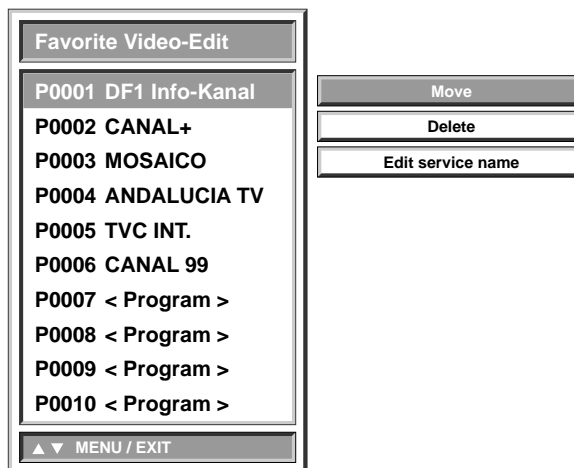 Favorite Video-Edit
P0001 DF1 Info-Kanal
P0002 CANAL+
P0003 MOSAICO
P0004 ANDALUCIA TV
P0005 TVC INT.
P0006 CANAL 99
P0007 < Program >
P0008 < Program >
P0009 < Program >
P0010 < Program >
▲ ▼ MENU / EXIT
Move
Delete
Edit service name